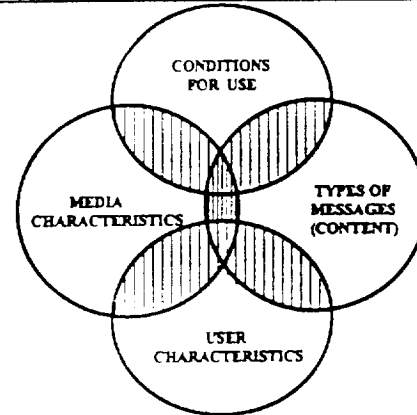 CONDITIONS
FOR USE
MEDIA
CHARACTERISTICS
TYPES OF
MESSAGES
(CONTENT)
USER
CHARACTERISTICS